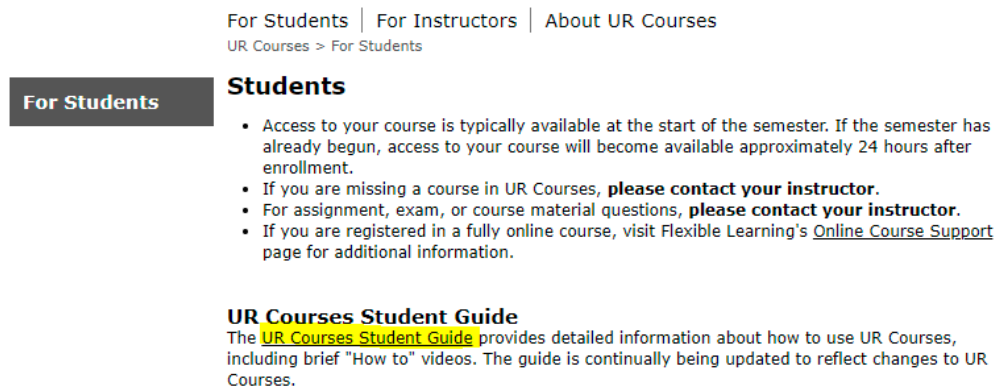 For Students | For Instructors | About UR Courses
UR Courses > For Students
For Students
Students
• Access to your course is typically available at the start of the semester. If the semester has
already begun, access to your course will become available approximately 24 hours after
enrollment.
• If you are missing a course in UR Courses, please contact your instructor.
• For assignment, exam, or course material questions, please contact your instructor.
• If you are registered in a fully online course, visit Flexible Learning's Online Course Support
page for additional information.
UR Courses Student Guide
The UR Courses Student Guide provides detailed information about how to use UR Courses,
including brief "How to" videos. The guide is continually being updated to reflect changes to UR
Courses.